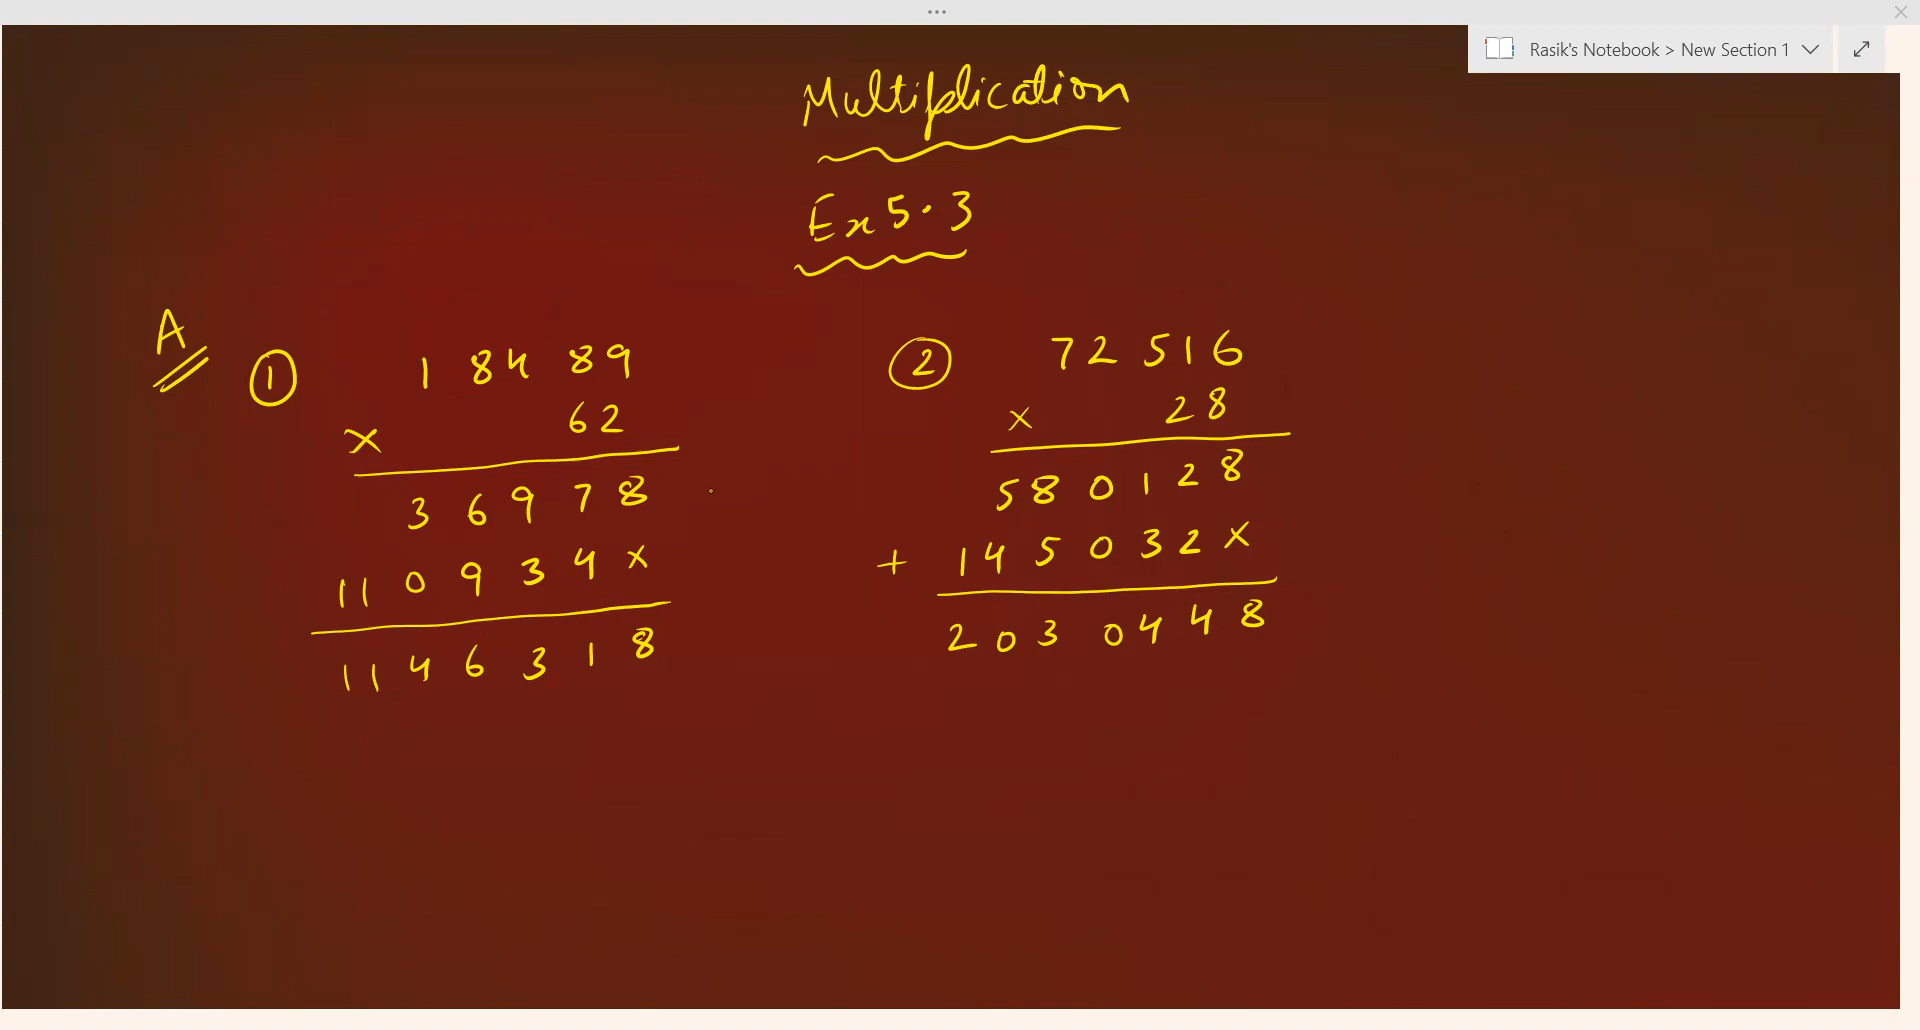 Rasik's Notebook > New Section 1
Multiplication
Ex 5.3
A
① 18489
× 62
36978
110934×
1146318
② 72516
× 28
580128
+ 145032×
2030448